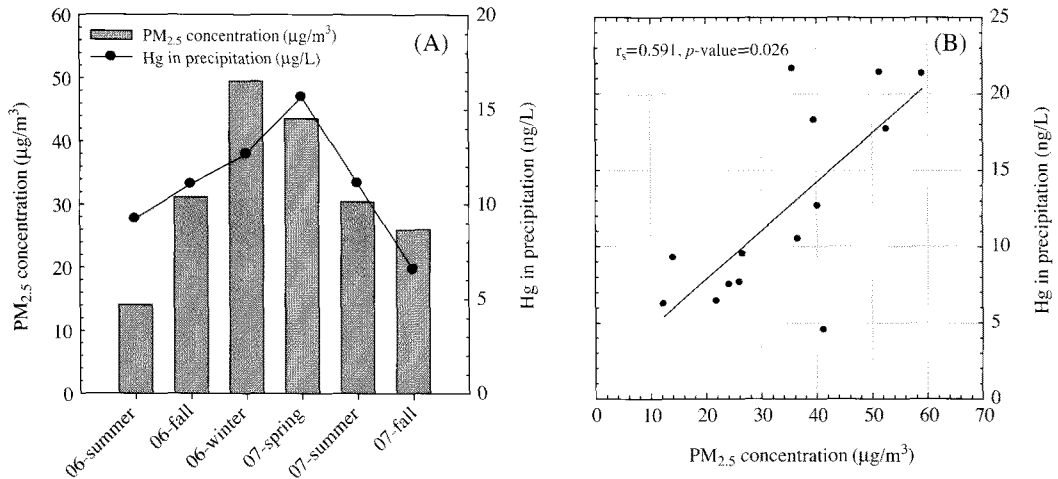 (A)
PM2.5 concentration (μg/m³)
Hg in precipitation (μg/L)
PM2.5 concentration (μg/m³)
60
50
40
30
20
10
0
20
15
10
5
0
Hg in precipitation (ng/L)
06-summer
06-fall
06-winter
07-spring
07-summer
07-fall
(B)
rs=0.591, p-value=0.026
25
20
15
10
5
0
Hg in precipitation (ng/L)
0 10 20 30 40 50 60 70
PM2.5 concentration (μg/m³)